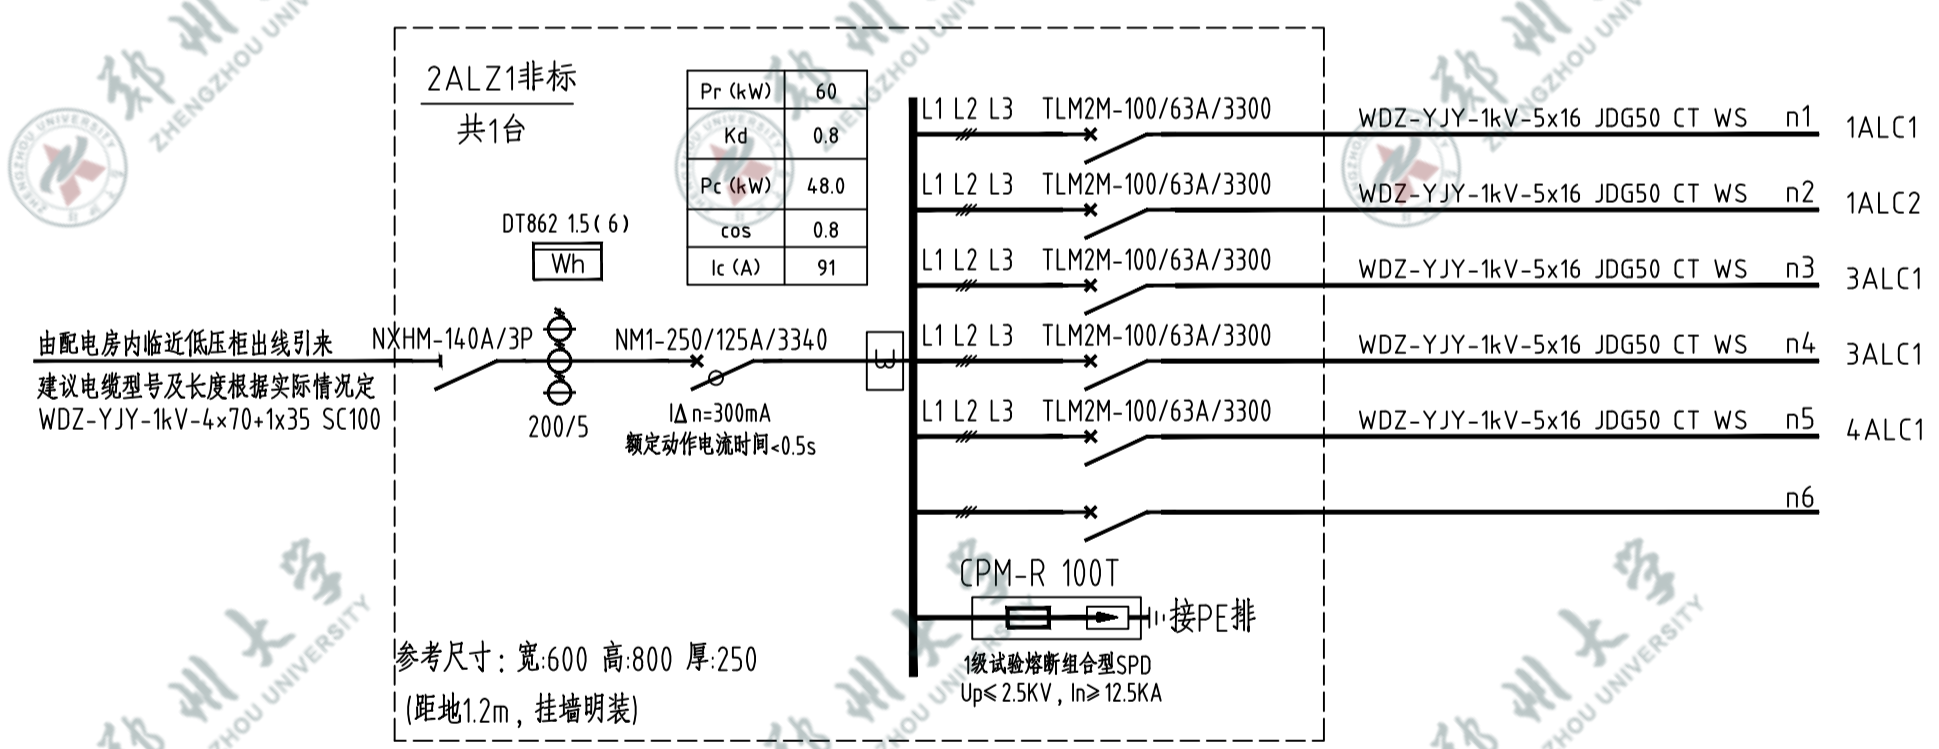 2ALZ1非标
共1台
Pr (kW) 60
Kd 0.8
Pc (kW) 48.0
cos 0.8
Ic (A) 91
DT862 1.5( 6)
Wh
由配电房内临近低压柜出线引来
建议电缆型号及长度根据实际情况定
WDZ-YJY-1kV-4×70+1x35 SC100
NXHM-140A/3P
200/5
NM1-250/125A/3340
IΔn=300mA
额定动作电流时间<0.5s
L1 L2 L3 TLM2M-100/63A/3300 WDZ-YJY-1kV-5x16 JDG50 CT WS n1 1ALC1
L1 L2 L3 TLM2M-100/63A/3300 WDZ-YJY-1kV-5x16 JDG50 CT WS n2 1ALC2
L1 L2 L3 TLM2M-100/63A/3300 WDZ-YJY-1kV-5x16 JDG50 CT WS n3 3ALC1
L1 L2 L3 TLM2M-100/63A/3300 WDZ-YJY-1kV-5x16 JDG50 CT WS n4 3ALC1
L1 L2 L3 TLM2M-100/63A/3300 WDZ-YJY-1kV-5x16 JDG50 CT WS n5 4ALC1
n6
CPM-R 100T
接PE排
1级试验熔断组合型SPD
Up≤2.5KV, In≥12.5KA
参考尺寸: 宽:600 高:800 厚:250
(距地1.2m, 挂墙明装)
郑州大学
ZHENGZHOU UNIVERSITY